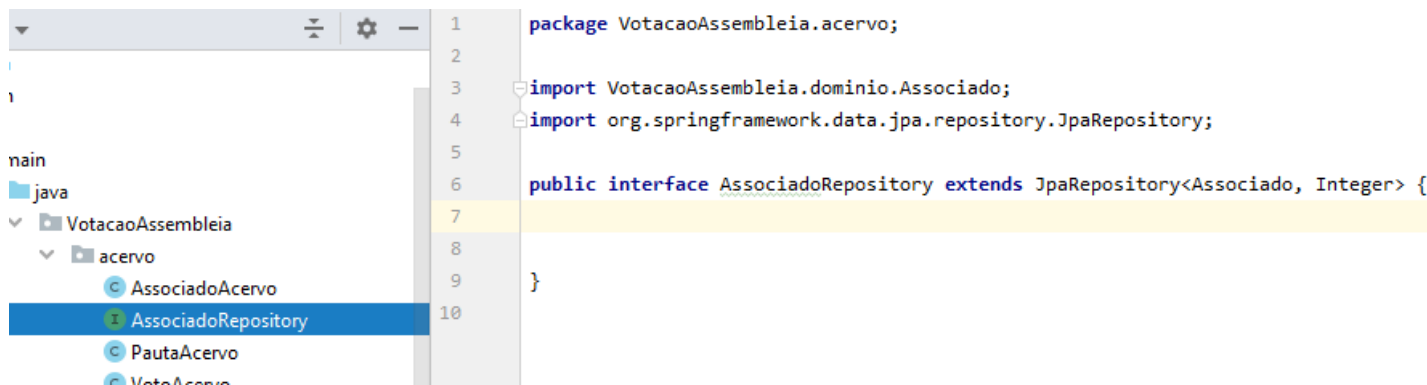 main
java
VotacaoAssembleia
acervo
C AssociadoAcervo
I AssociadoRepository
C PautaAcervo
C VotoAcervo
1 package VotacaoAssembleia.acervo;
2
3 import VotacaoAssembleia.dominio.Associado;
4 import org.springframework.data.jpa.repository.JpaRepository;
5
6 public interface AssociadoRepository extends JpaRepository<Associado, Integer> {
7
8
9 }
10